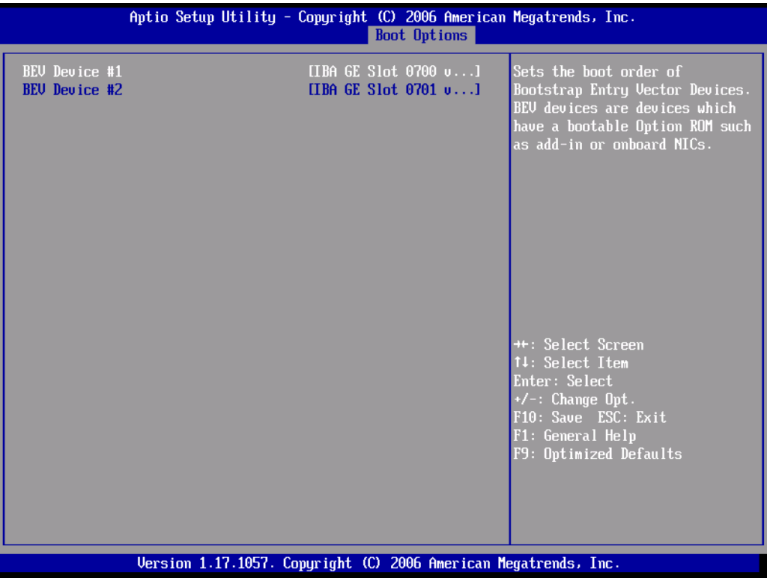 Aptio Setup Utility - Copyright (C) 2006 American Megatrends, Inc.
Boot Options
BEV Device #1 [IBA GE Slot 0700 v...]
BEV Device #2 [IBA GE Slot 0701 v...]
Sets the boot order of
Bootstrap Entry Vector Devices.
BEV devices are devices which
have a bootable Option ROM such
as add-in or onboard NICs.
→←: Select Screen
↑↓: Select Item
Enter: Select
+/-: Change Opt.
F10: Save ESC: Exit
F1: General Help
F9: Optimized Defaults
Version 1.17.1057. Copyright (C) 2006 American Megatrends, Inc.